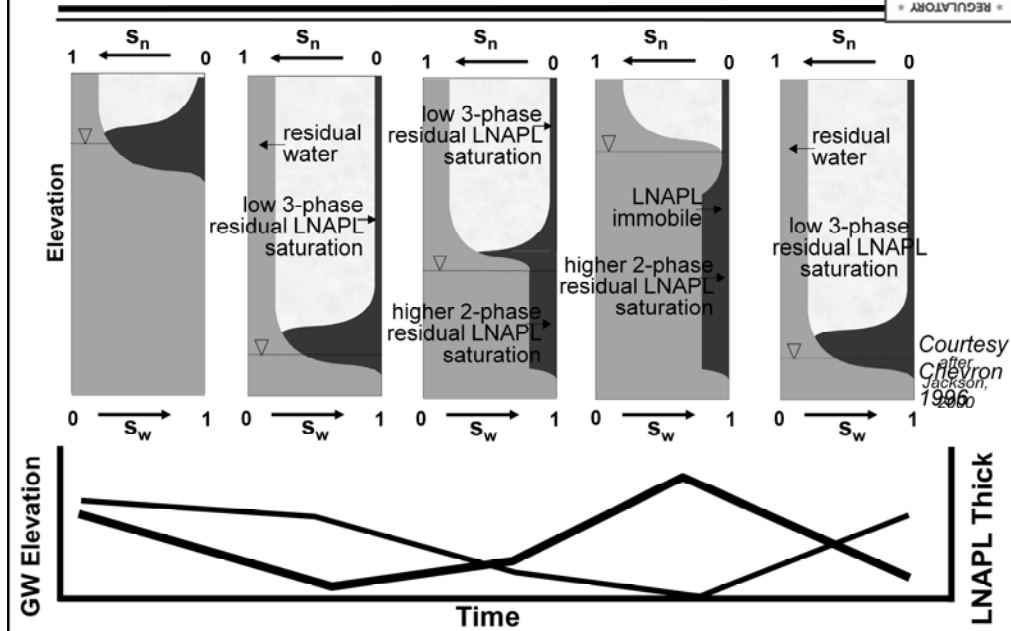 ★ REGULATORY ★
Sn
1 0
Sn
1 0
Sn
1 0
Sn
1 0
Sn
1 0
Elevation
residual
water
low 3-phase
residual LNAPL
saturation
low 3-phase
residual LNAPL
saturation
higher 2-phase
residual LNAPL
saturation
LNAPL
immobile
higher 2-phase
residual LNAPL
saturation
residual
water
low 3-phase
residual LNAPL
saturation
Courtesy
after
Chevron
Jackson,
1996
2000
0 1
Sw
0 1
Sw
0 1
Sw
0 1
Sw
0 1
Sw
GW Elevation
LNAPL Thick
Time